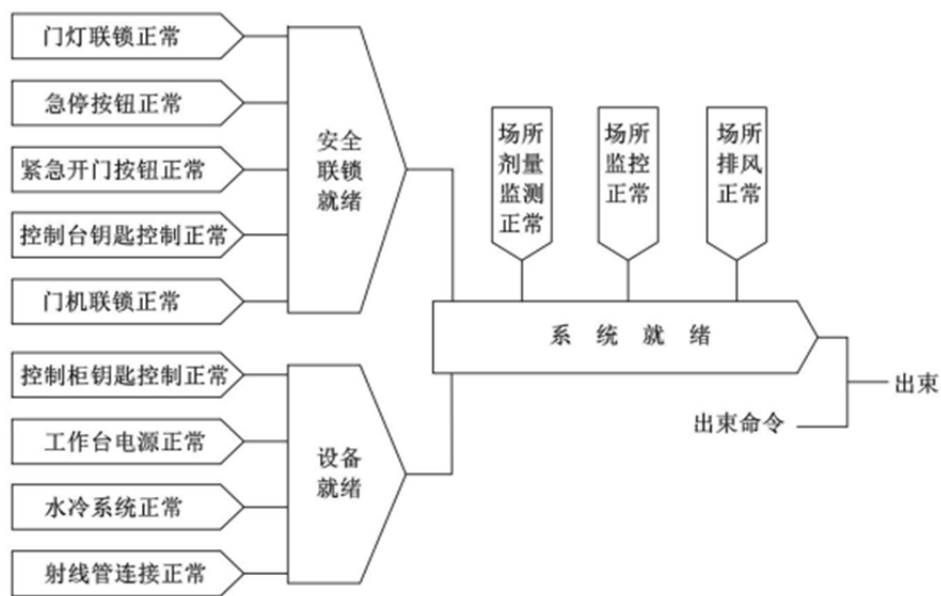 门灯联锁正常
急停按钮正常
紧急开门按钮正常
控制台钥匙控制正常
门机联锁正常
安全
联锁
就绪
控制柜钥匙控制正常
工作台电源正常
水冷系统正常
射线管连接正常
设备
就绪
场所
剂量
监测
正常
场所
监控
正常
场所
排风
正常
系统就绪
出束命令
出束